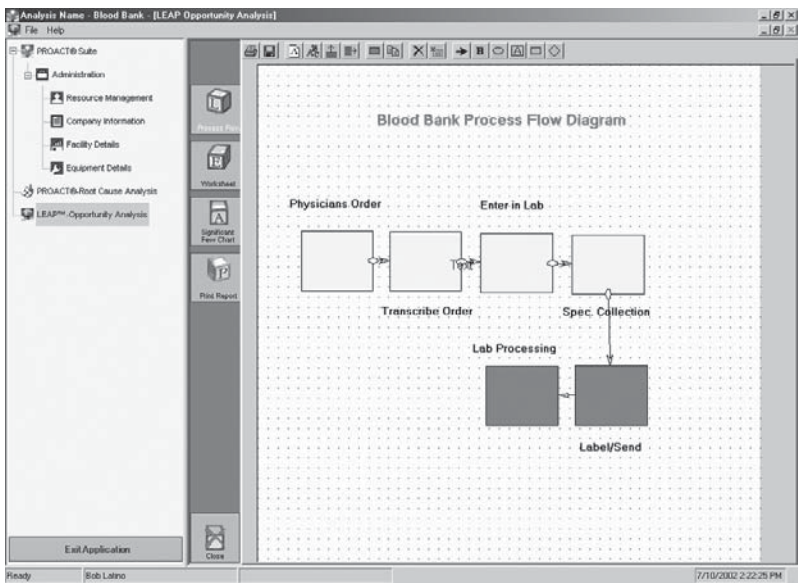 Analysis Name - Blood Bank - [LEAP Opportunity Analysis]
File Help
PROACT® Suite
Administration
Resource Management
Company Information
Facility Details
Equipment Details
PROACT®-Root Cause Analysis
LEAP™-Opportunity Analysis
Exit Application
Process Flow
Worksheet
Significant Few Chart
Print Report
Close
Blood Bank Process Flow Diagram
Physicians Order
Enter in Lab
Text
Transcribe Order
Spec. Collection
Lab Processing
Label/Send
Ready
Bob Latino
7/10/2002 2:22:25 PM